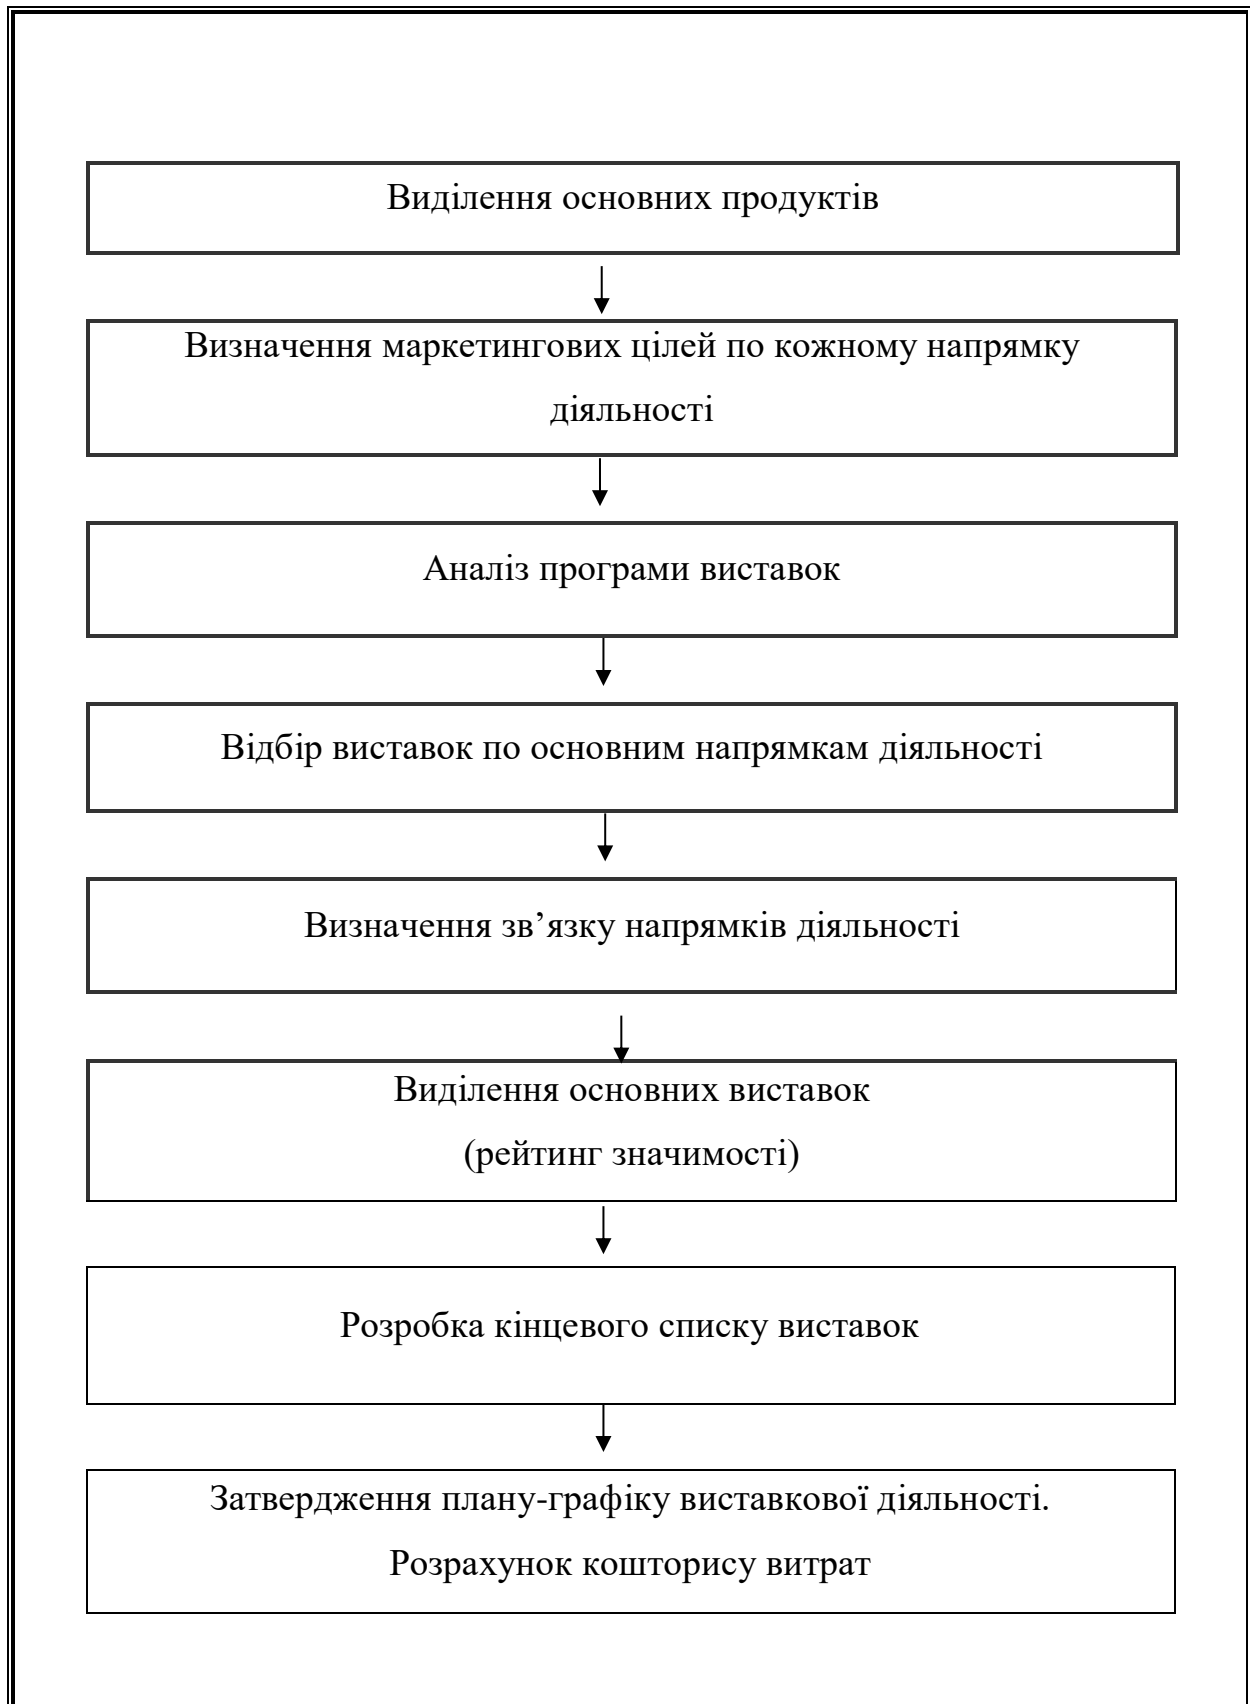 Виділення основних продуктів
Визначення маркетингових цілей по кожному напрямку
діяльності
Аналіз програми виставок
Відбір виставок по основним напрямкам діяльності
Визначення зв’язку напрямків діяльності
Виділення основних виставок
(рейтинг значимості)
Розробка кінцевого списку виставок
Затвердження плану-графіку виставкової діяльності.
Розрахунок кошторису витрат